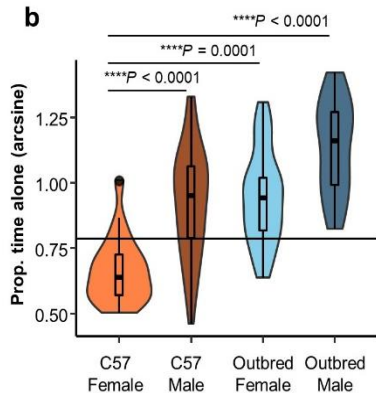 b
****P < 0.0001
****P = 0.0001
****P < 0.0001
Prop. time alone (arcsine)
1.25
1.00
0.75
0.50
C57 C57 Outbred Outbred
Female Male Female Male